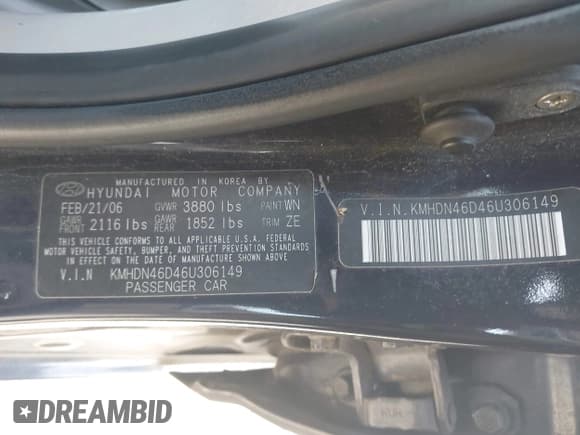 MANUFACTURED IN KOREA BY
HYUNDAI MOTOR COMPANY
FEB/21/06 GVWR 3880 lbs PAINT WN
GAWR FRONT 2116 lbs GAWR REAR 1852 lbs TRIM ZE
THIS VEHICLE CONFORMS TO ALL APPLICABLE U.S.A. FEDERAL
MOTOR VEHICLE SAFETY, BUMPER, AND THEFT PREVENTION STANDARDS
IN EFFECT ON THE DATE OF MANUFACTURE SHOWN ABOVE
V.I.N KMHDN46D46U306149
PASSENGER CAR
V.I.N.KMHDN46D46U306149
DREAMBID